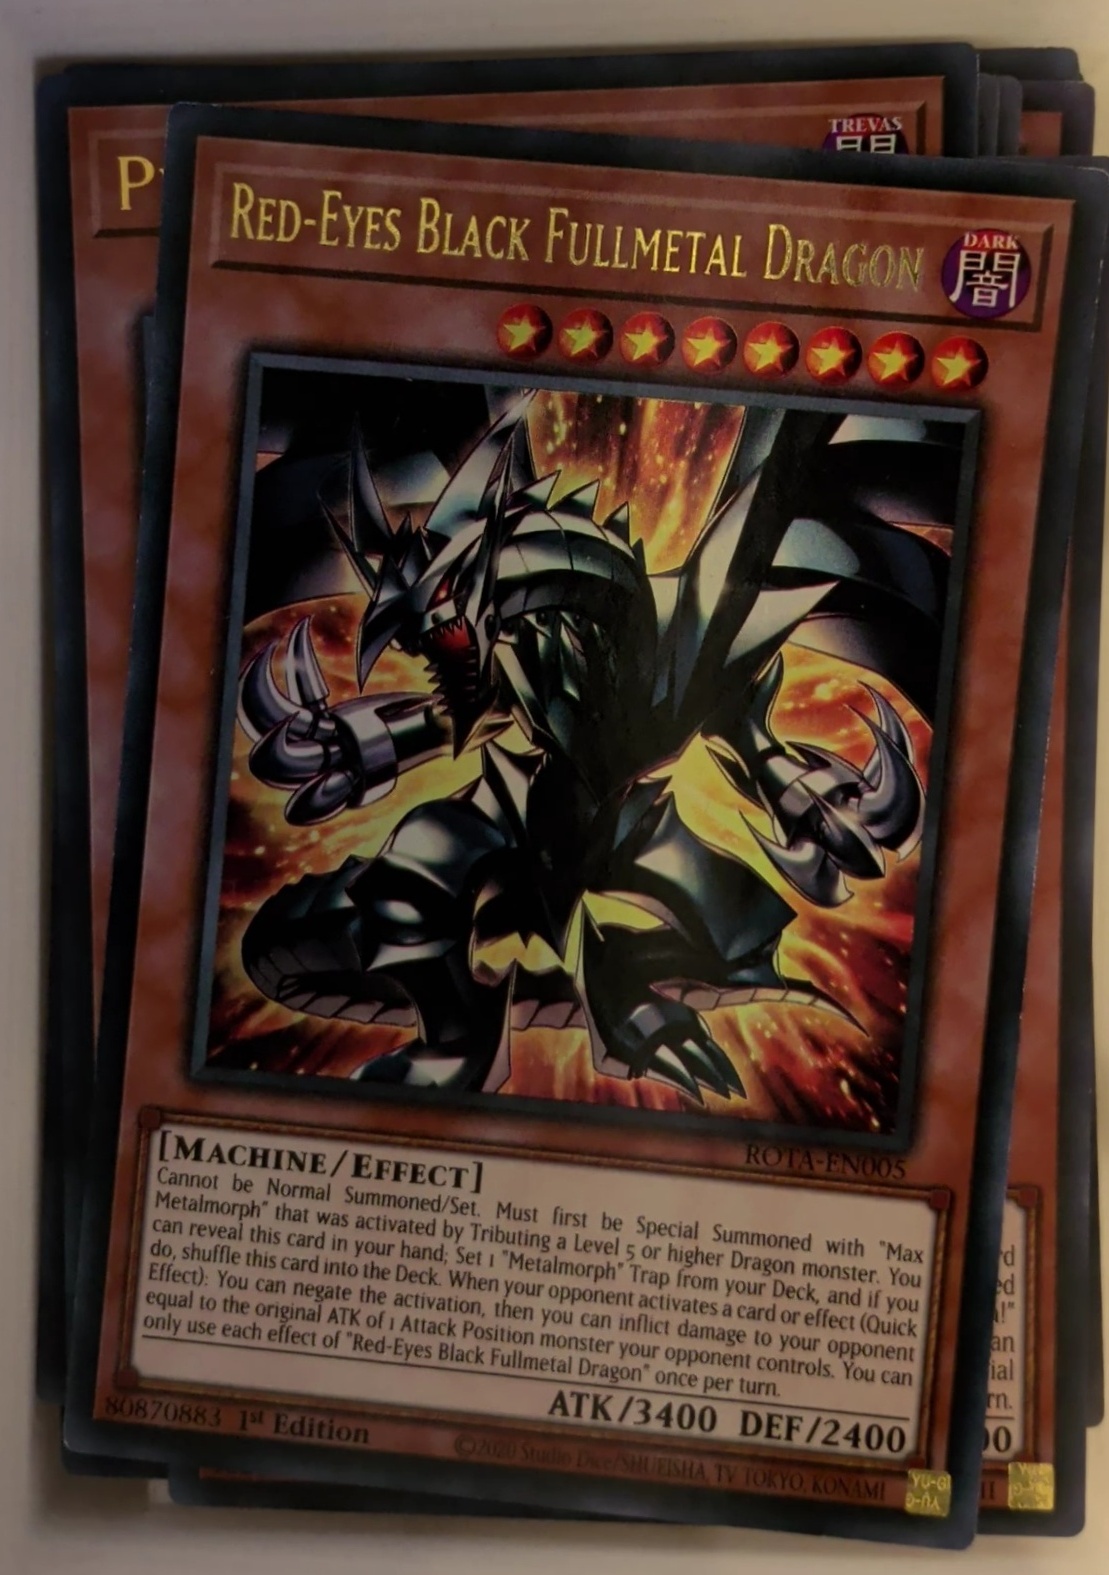 TREVAS
闇
RED-EYES BLACK FULLMETAL DRAGON
DARK
闇
ROTA-EN005
[MACHINE/EFFECT]
Cannot be Normal Summoned/Set. Must first be Special Summoned with "Max
Metalmorph" that was activated by Tributing a Level 5 or higher Dragon monster. You
can reveal this card in your hand; Set 1 "Metalmorph" Trap from your Deck, and if you
do, shuffle this card into the Deck. When your opponent activates a card or effect (Quick
Effect): You can negate the activation, then you can inflict damage to your opponent
equal to the original ATK of 1 Attack Position monster your opponent controls. You can
only use each effect of "Red-Eyes Black Fullmetal Dragon" once per turn.
ATK/3400 DEF/2400
80870883 1st Edition
©2020 Studio Dice/SHUEISHA, TV TOKYO, KONAMI